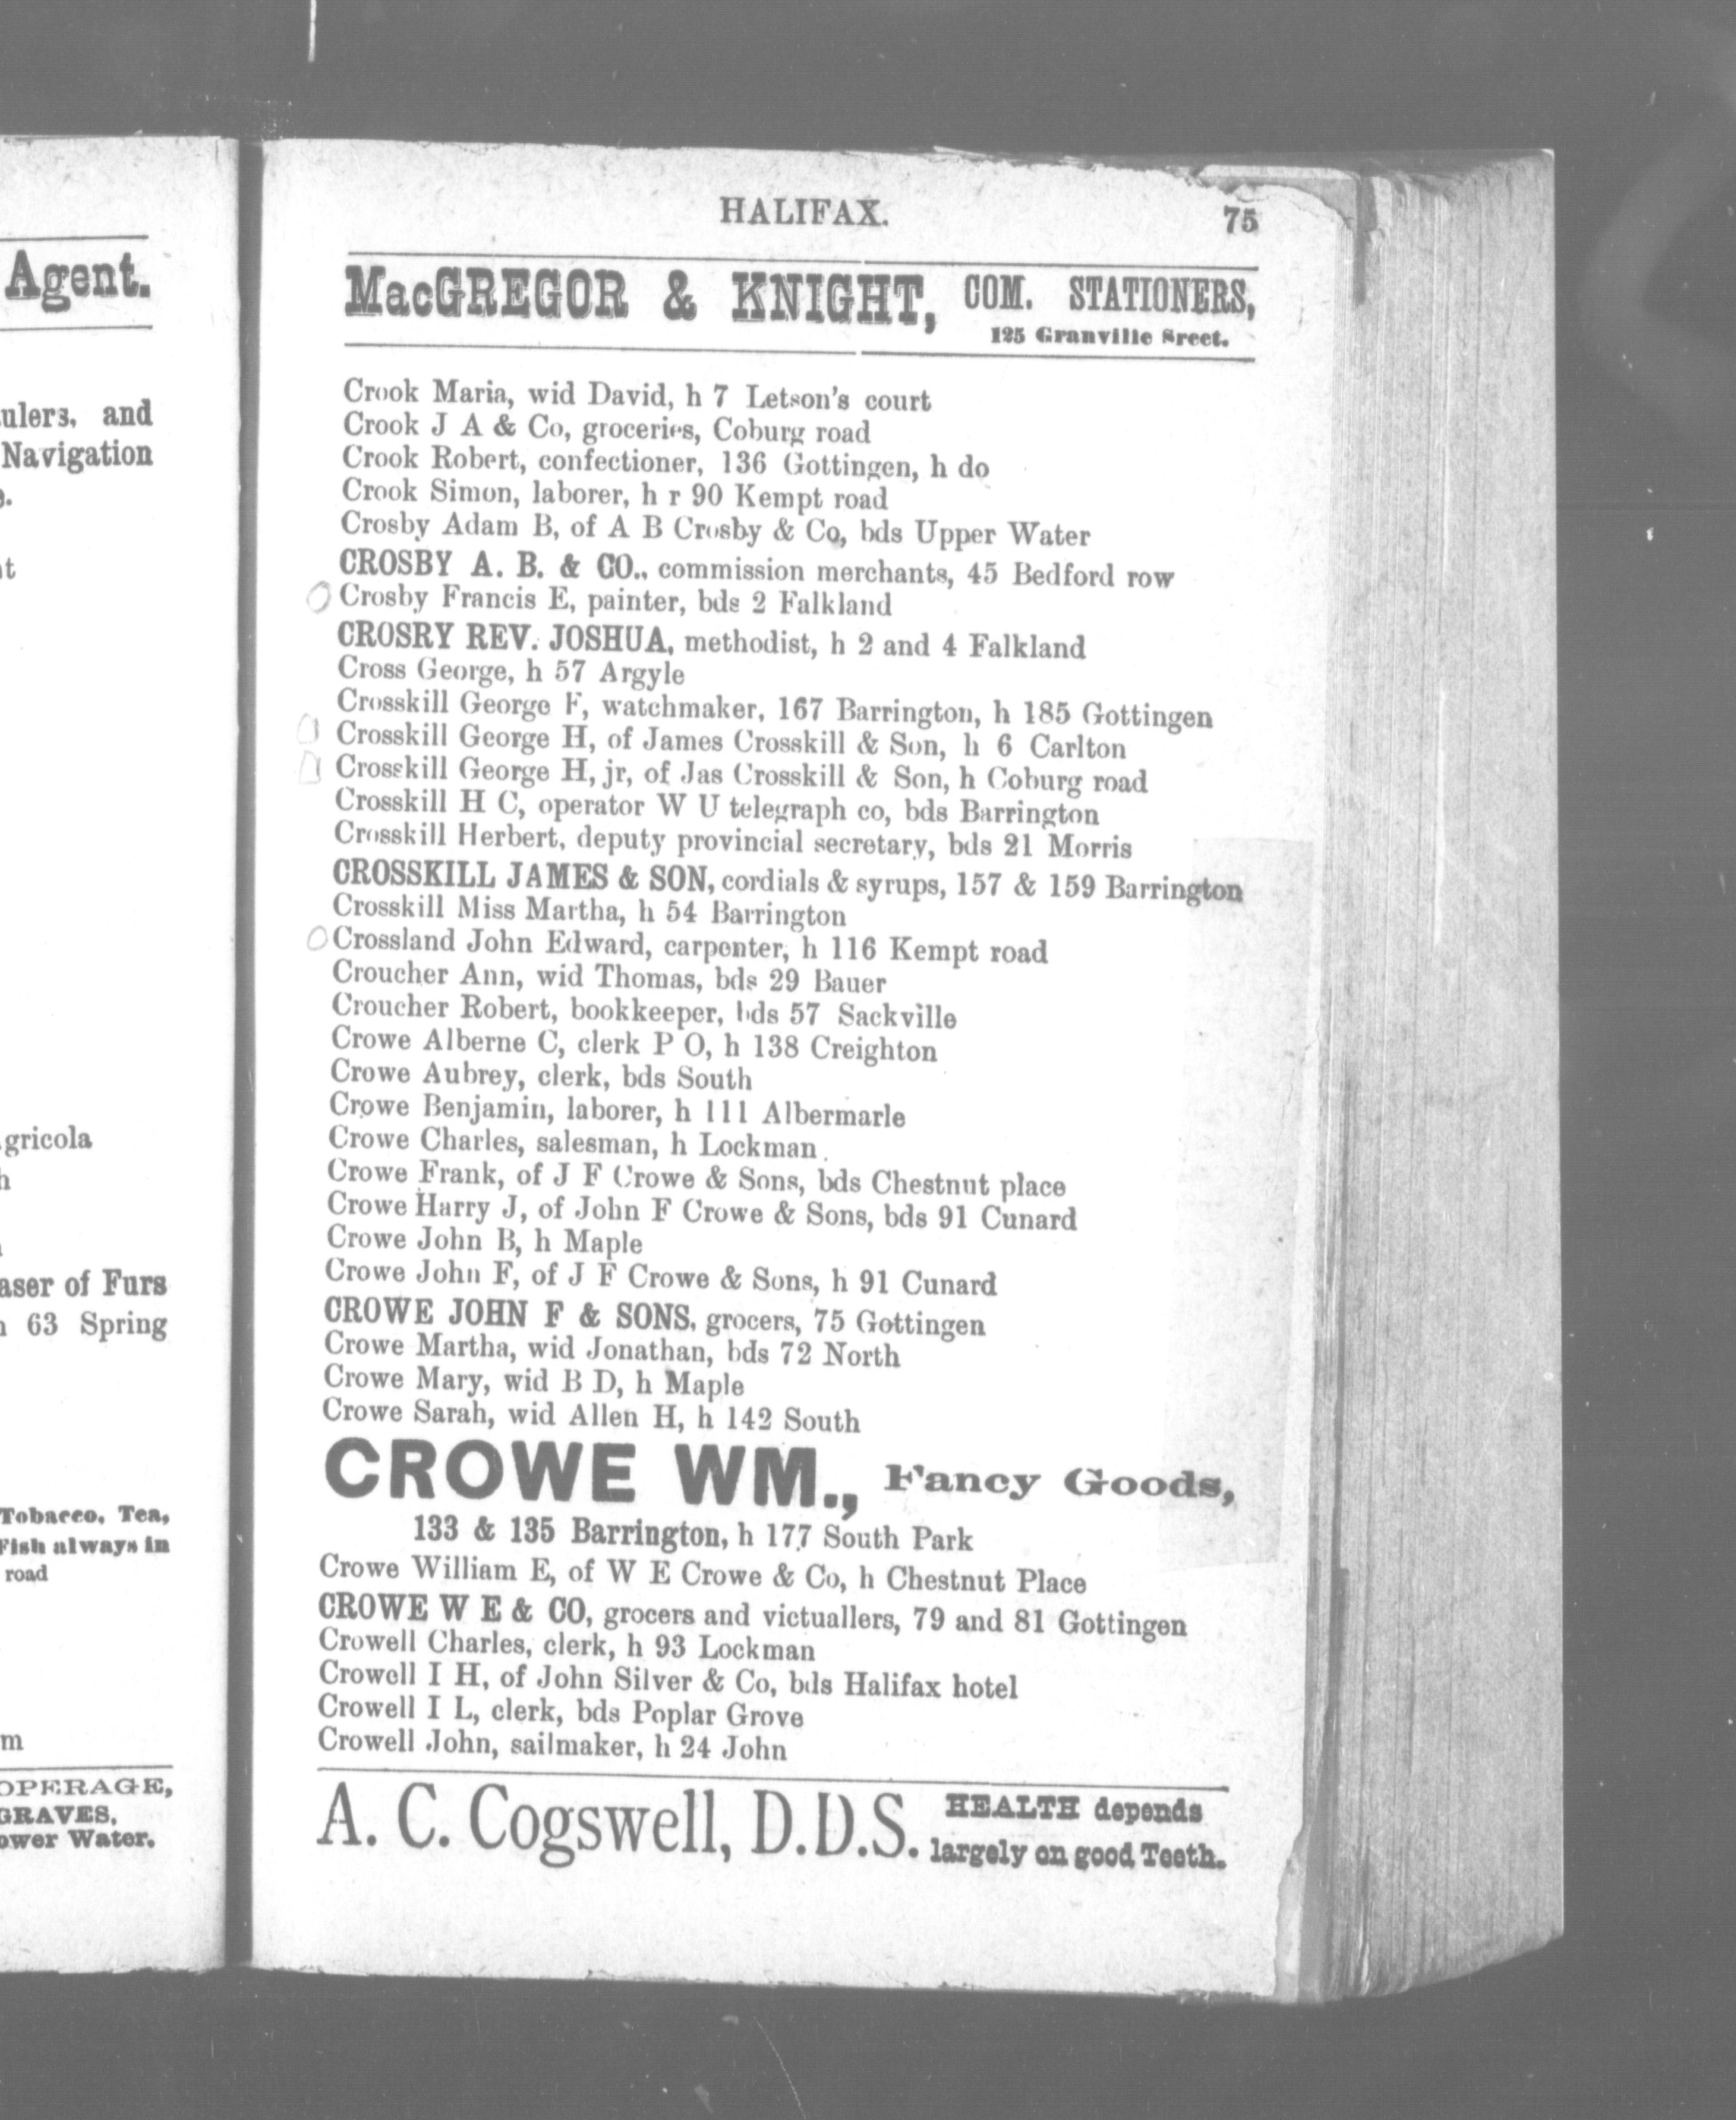 Agent.
and
Navigation
63 Spring
aser of Furs
Tobacco, Tea,
Fish always in
road
GRAVES,
Water.
HALIFAX.
75
MacGREGOR & KNIGHT, COM. STATIONERS,
125 Granville Sreet.
Crook Maria, wid David, h 7 Letson's court
Crook J A & Co, groceries, Coburg road
Crook Robert, confectioner, 136 Gottingen, h do
Crook Simon, laborer, h r 90 Kempt road
Crosby Adam B, of A B Crosby & Co, bds Upper Water
CROSBY A. B. & CO., commission merchants, 45 Bedford row
Crosby Francis E, painter, bds 2 Falkland
CROSRY REV. JOSHUA, methodist, h 2 and 4 Falkland
Cross George, h 57 Argyle
Crosskill George F, watchmaker, 167 Barrington, h 185 Gottingen
Crosskill George H, of James Crosskill & Son, h 6 Carlton
Crosskill George H, jr, of Jas Crosskill & Son, h Coburg road
Crosskill H C, operator W U telegraph co, bds Barrington
Crosskill Herbert, deputy provincial secretary, bds 21 Morris
CROSSKILL JAMES & SON, cordials & syrups, 157 & 159 Barrington
Crosskill Miss Martha, h 54 Barrington
Crossland John Edward, carpenter, h 116 Kempt road
Croucher Ann, wid Thomas, bds 29 Bauer
Croucher Robert, bookkeeper, bds 57 Sackville
Crowe Alberne C, clerk P O, h 138 Creighton
Crowe Aubrey, clerk, bds South
Crowe Benjamin, laborer, h 111 Albermarle
Crowe Charles, salesman, h Lockman
Crowe Frank, of J F Crowe & Sons, bds Chestnut place
Crowe Harry J, of John F Crowe & Sons, bds 91 Cunard
Crowe John B, h Maple
Crowe John F, of J F Crowe & Sons, h 91 Cunard
CROWE JOHN F & SONS, grocers, 75 Gottingen
Crowe Martha, wid Jonathan, bds 72 North
Crowe Mary, wid B D, h Maple
Crowe Sarah, wid Allen H, h 142 South
CROWE WM., Fancy Goods,
133 & 135 Barrington, h 177 South Park
Crowe William E, of W E Crowe & Co, h Chestnut Place
CROWE W E & CO, grocers and victuallers, 79 and 81 Gottingen
Crowell Charles, clerk, h 93 Lockman
Crowell I H, of John Silver & Co, bds Halifax hotel
Crowell I L, clerk, bds Poplar Grove
Crowell John, sailmaker, h 24 John
A. C. Cogswell, D.D.S. HEALTH depends
largely on good Teeth.